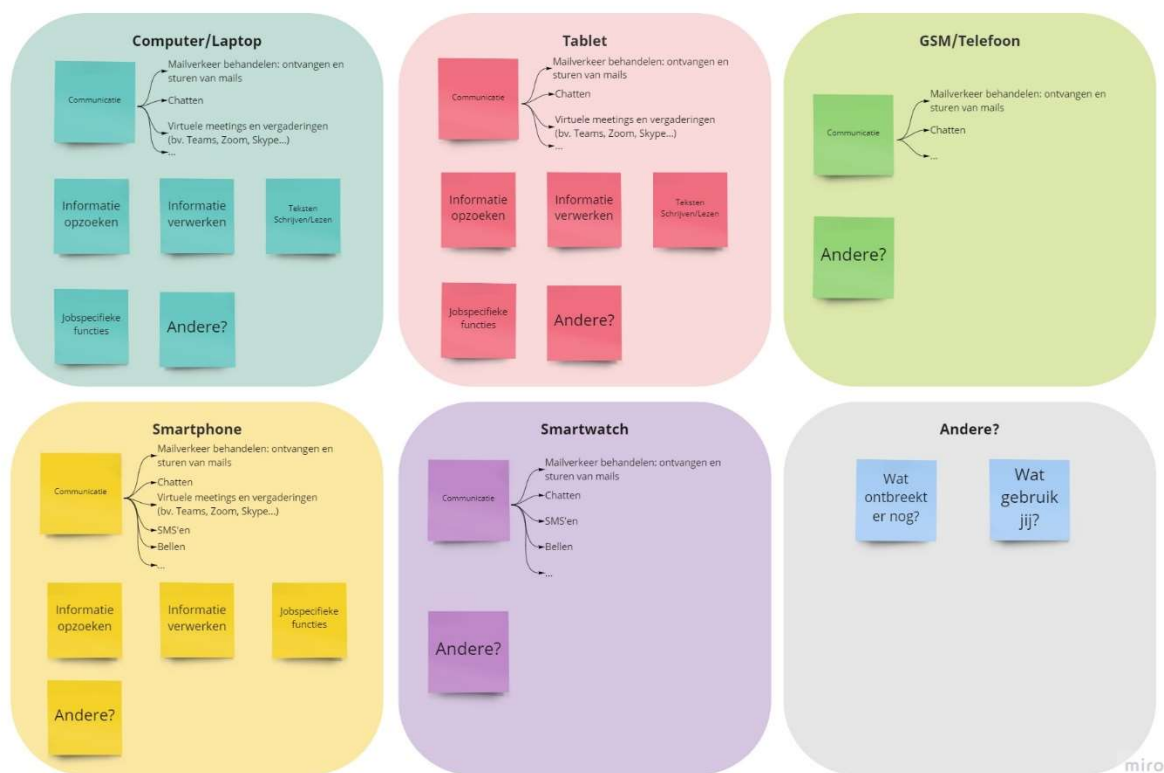 Computer/Laptop
Communicatie
Mailverkeer behandelen: ontvangen en
sturen van mails
Chatten
Virtuele meetings en vergaderingen
(bv. Teams, Zoom, Skype...)
...
Informatie
opzoeken
Informatie
verwerken
Teksten
Schrijven/Lezen
Jobspecifieke
functies
Andere?
Tablet
Communicatie
Mailverkeer behandelen: ontvangen en
sturen van mails
Chatten
Virtuele meetings en vergaderingen
(bv. Teams, Zoom, Skype...)
...
Informatie
opzoeken
Informatie
verwerken
Teksten
Schrijven/Lezen
Jobspecifieke
functies
Andere?
GSM/Telefoon
Communicatie
Mailverkeer behandelen: ontvangen en
sturen van mails
Chatten
...
Andere?
Smartphone
Communicatie
Mailverkeer behandelen: ontvangen en
sturen van mails
Chatten
Virtuele meetings en vergaderingen
(bv. Teams, Zoom, Skype...)
SMS'en
Bellen
...
Informatie
opzoeken
Informatie
verwerken
Jobspecifieke
functies
Andere?
Smartwatch
Communicatie
Mailverkeer behandelen: ontvangen en
sturen van mails
Chatten
SMS'en
Bellen
...
Andere?
Andere?
Wat
ontbreekt
er nog?
Wat
gebruik
jij?
miro